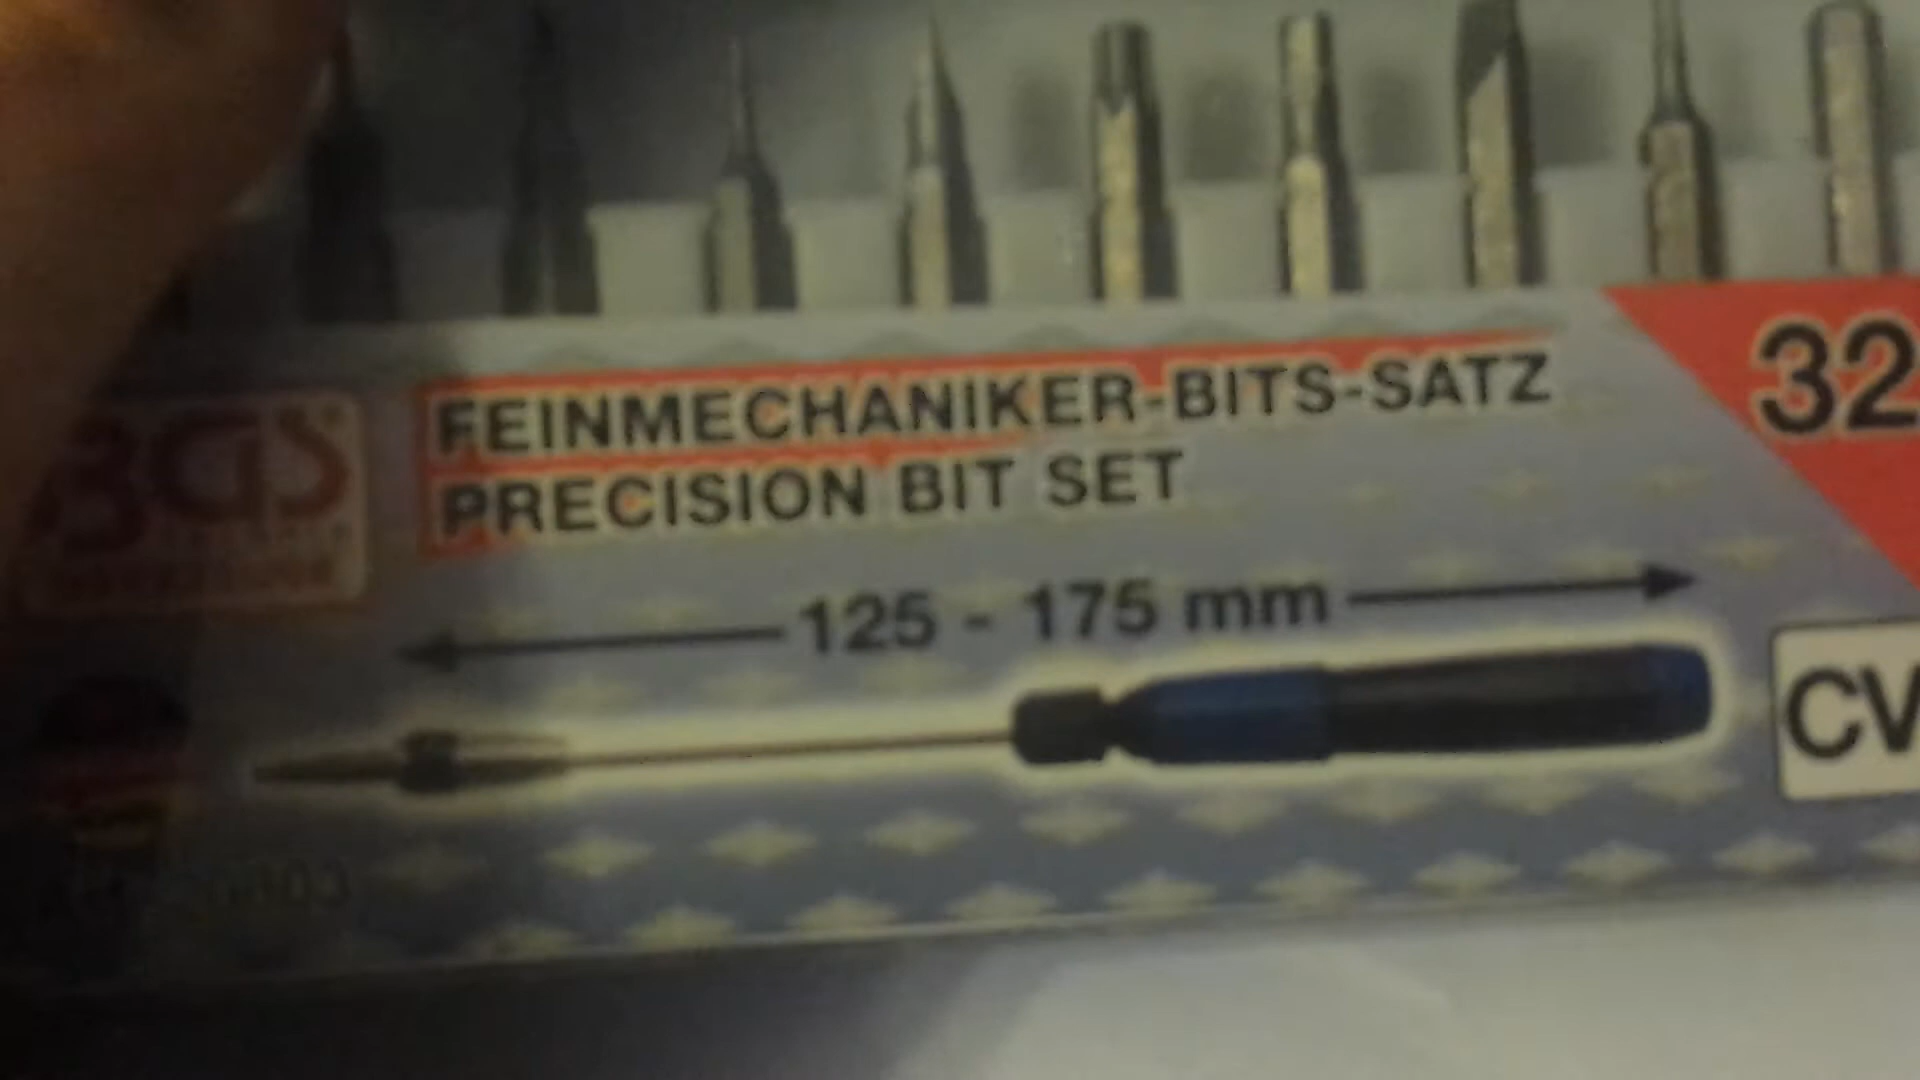 BGS
FEINMECHANIKER-BITS-SATZ
PRECISION BIT SET
32
125 - 175 mm
CV